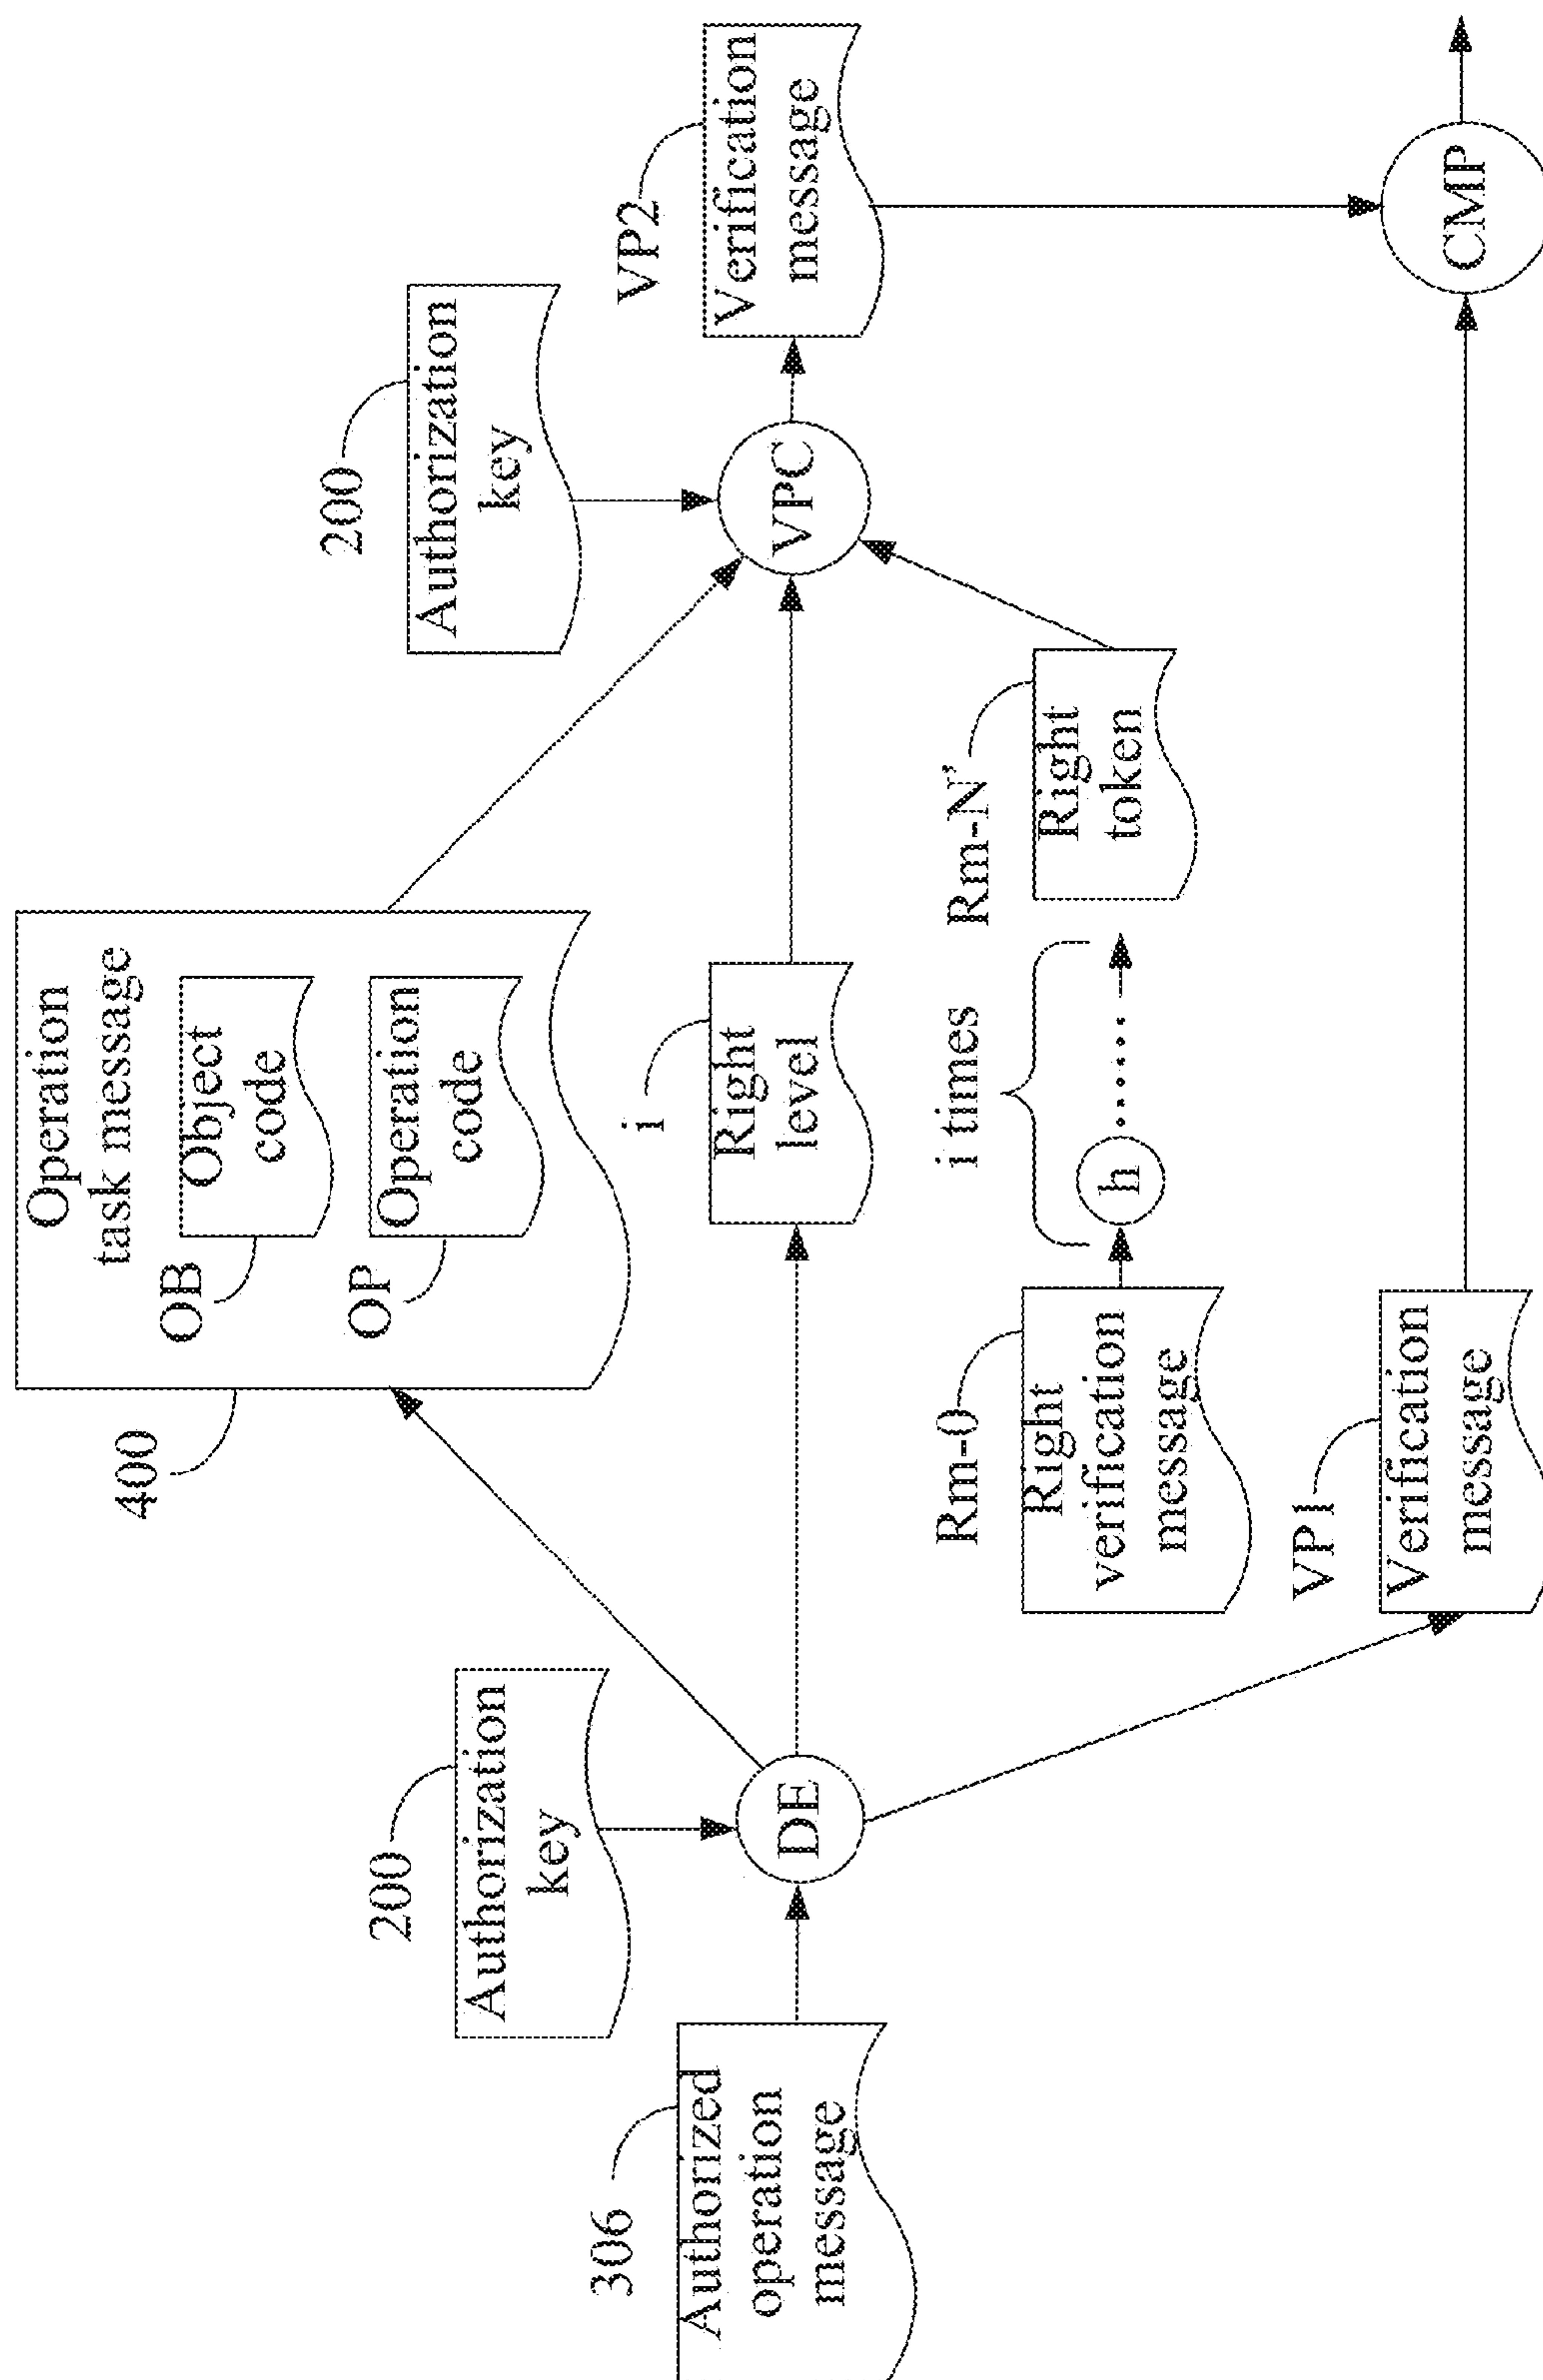 306
Authorized
operation
message
200
Authorization
key
DE
400
Operation
task message
OB
Object
code
OP
Operation
code
i
Right
level
Rm-0
Right
verification
message
h
i times
Rm-N'
Right
token
VP1
Verification
message
200
Authorization
key
VPC
VP2
Verification
message
CMP